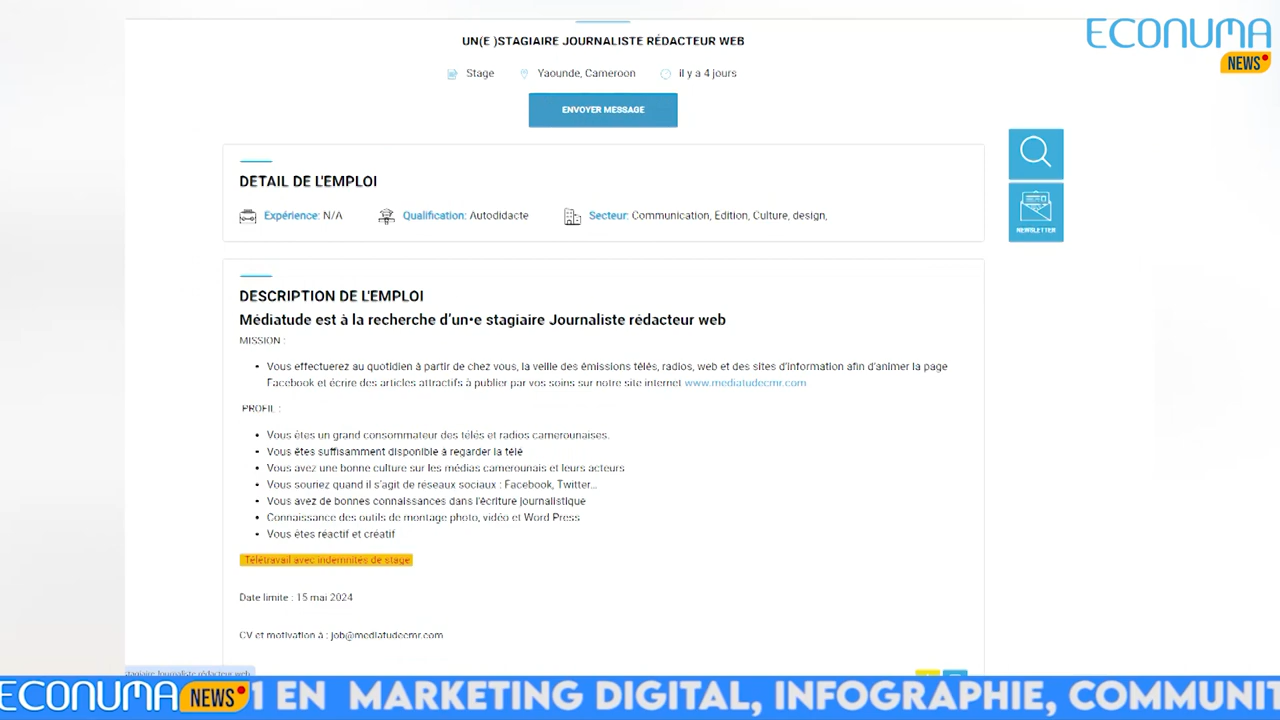 ECONUMA
NEWS
UN(E )STAGIAIRE JOURNALISTE RÉDACTEUR WEB
Stage Yaounde, Cameroon il y a 4 jours
ENVOYER MESSAGE
DETAIL DE L'EMPLOI
Expérience: N/A Qualification: Autodidacte Secteur: Communication, Edition, Culture, design,
NEWSLETTER
DESCRIPTION DE L'EMPLOI
Médiatude est à la recherche d'un•e stagiaire Journaliste rédacteur web
MISSION :
• Vous effectuerez au quotidien à partir de chez vous, la veille des émissions télés, radios, web et des sites d'information afin d'animer la page
Facebook et écrire des articles attractifs à publier par vos soins sur notre site internet www.mediatudecmr.com
PROFIL :
• Vous êtes un grand consommateur des télés et radios camerounaises.
• Vous êtes suffisamment disponible à regarder la télé
• Vous avez une bonne culture sur les médias camerounais et leurs acteurs
• Vous souriez quand il s'agit de réseaux sociaux : Facebook, Twitter...
• Vous avez de bonnes connaissances dans l'écriture journalistique
• Connaissance des outils de montage photo, vidéo et Word Press
• Vous êtes réactif et créatif
Télétravail avec indemnités de stage
Date limite : 15 mai 2024
CV et motivation à : job@mediatudecmr.com
stagiaire Journaliste rédacteur web
ECONUMA NEWS 1 EN MARKETING DIGITAL, INFOGRAPHIE, COMMUNIT